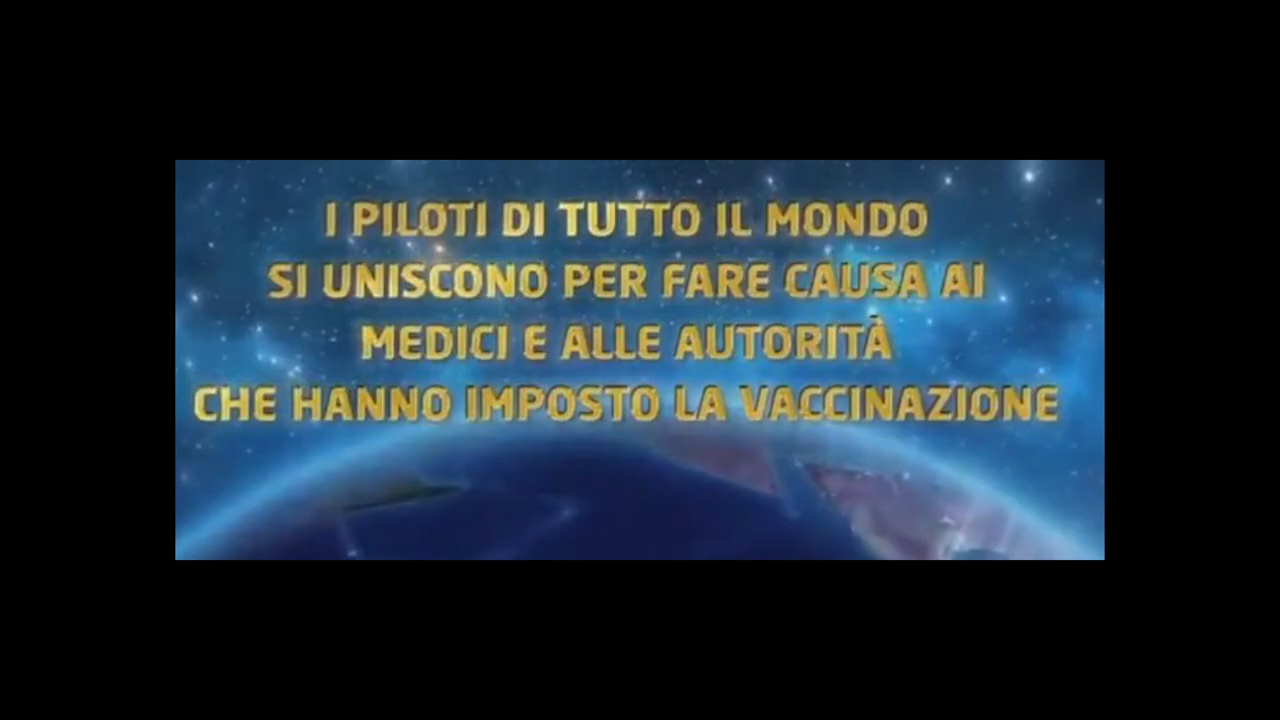 I PILOTI DI TUTTO IL MONDO
SI UNISCONO PER FARE CAUSA AI
MEDICI E ALLE AUTORITÀ
CHE HANNO IMPOSTO LA VACCINAZIONE